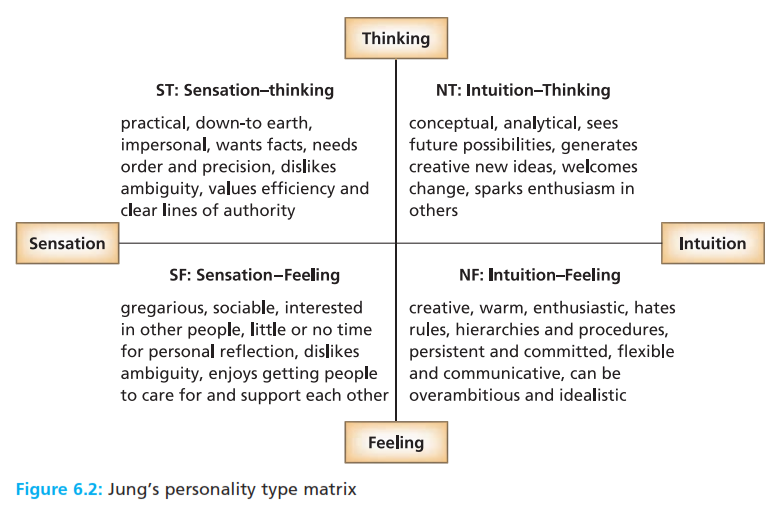 Thinking
ST: Sensation–thinking
practical, down-to earth,
impersonal, wants facts, needs
order and precision, dislikes
ambiguity, values efficiency and
clear lines of authority
NT: Intuition–Thinking
conceptual, analytical, sees
future possibilities, generates
creative new ideas, welcomes
change, sparks enthusiasm in
others
Sensation
Intuition
SF: Sensation–Feeling
gregarious, sociable, interested
in other people, little or no time
for personal reflection, dislikes
ambiguity, enjoys getting people
to care for and support each other
NF: Intuition–Feeling
creative, warm, enthusiastic, hates
rules, hierarchies and procedures,
persistent and committed, flexible
and communicative, can be
overambitious and idealistic
Feeling
Figure 6.2: Jung’s personality type matrix